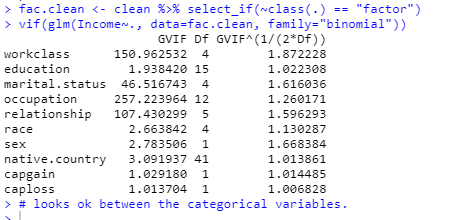 > fac.clean <- clean %>% select_if(~class(.) == "factor")
> vif(glm(Income~., data=fac.clean, family="binomial"))
GVIF Df GVIF^(1/(2*Df))
workclass 150.962532 4 1.872228
education 1.938420 15 1.022308
marital.status 46.516743 4 1.616036
occupation 257.223964 12 1.260171
relationship 107.430299 5 1.596293
race 2.663842 4 1.130287
sex 2.783506 1 1.668384
native.country 3.091937 41 1.013861
capgain 1.029180 1 1.014485
caploss 1.013704 1 1.006828
> # looks ok between the categorical variables.
>